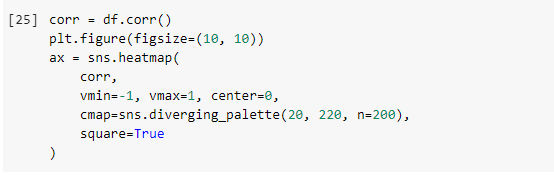 [25] corr = df.corr()
plt.figure(figsize=(10, 10))
ax = sns.heatmap(
    corr,
    vmin=-1, vmax=1, center=0,
    cmap=sns.diverging_palette(20, 220, n=200),
    square=True
)